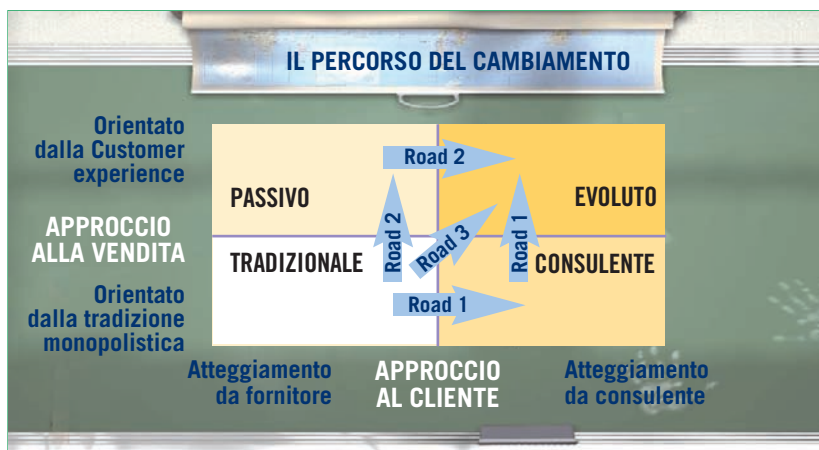 IL PERCORSO DEL CAMBIAMENTO
Orientato
dalla Customer
experience
APPROCCIO
ALLA VENDITA
Orientato
dalla tradizione
monopolistica
PASSIVO
Road 2
EVOLUTO
Road 2
Road 3
Road 1
TRADIZIONALE
CONSULENTE
Road 1
Atteggiamento
da fornitore
APPROCCIO
AL CLIENTE
Atteggiamento
da consulente